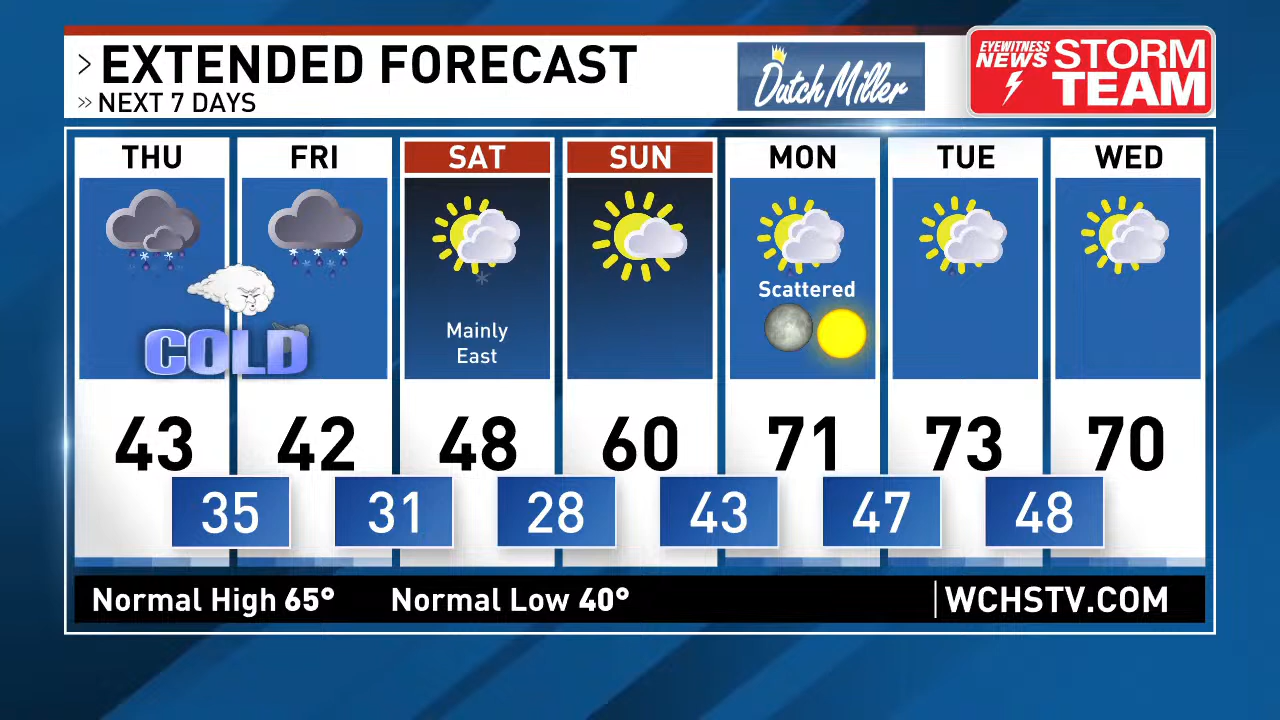 > EXTENDED FORECAST
» NEXT 7 DAYS
Dutch Miller
EYEWITNESS
NEWS
STORM
TEAM
THU FRI SAT SUN MON TUE WED
Scattered
Mainly
East
COLD
43 42 48 60 71 73 70
35 31 28 43 47 48
Normal High 65° Normal Low 40° WCHSTV.COM